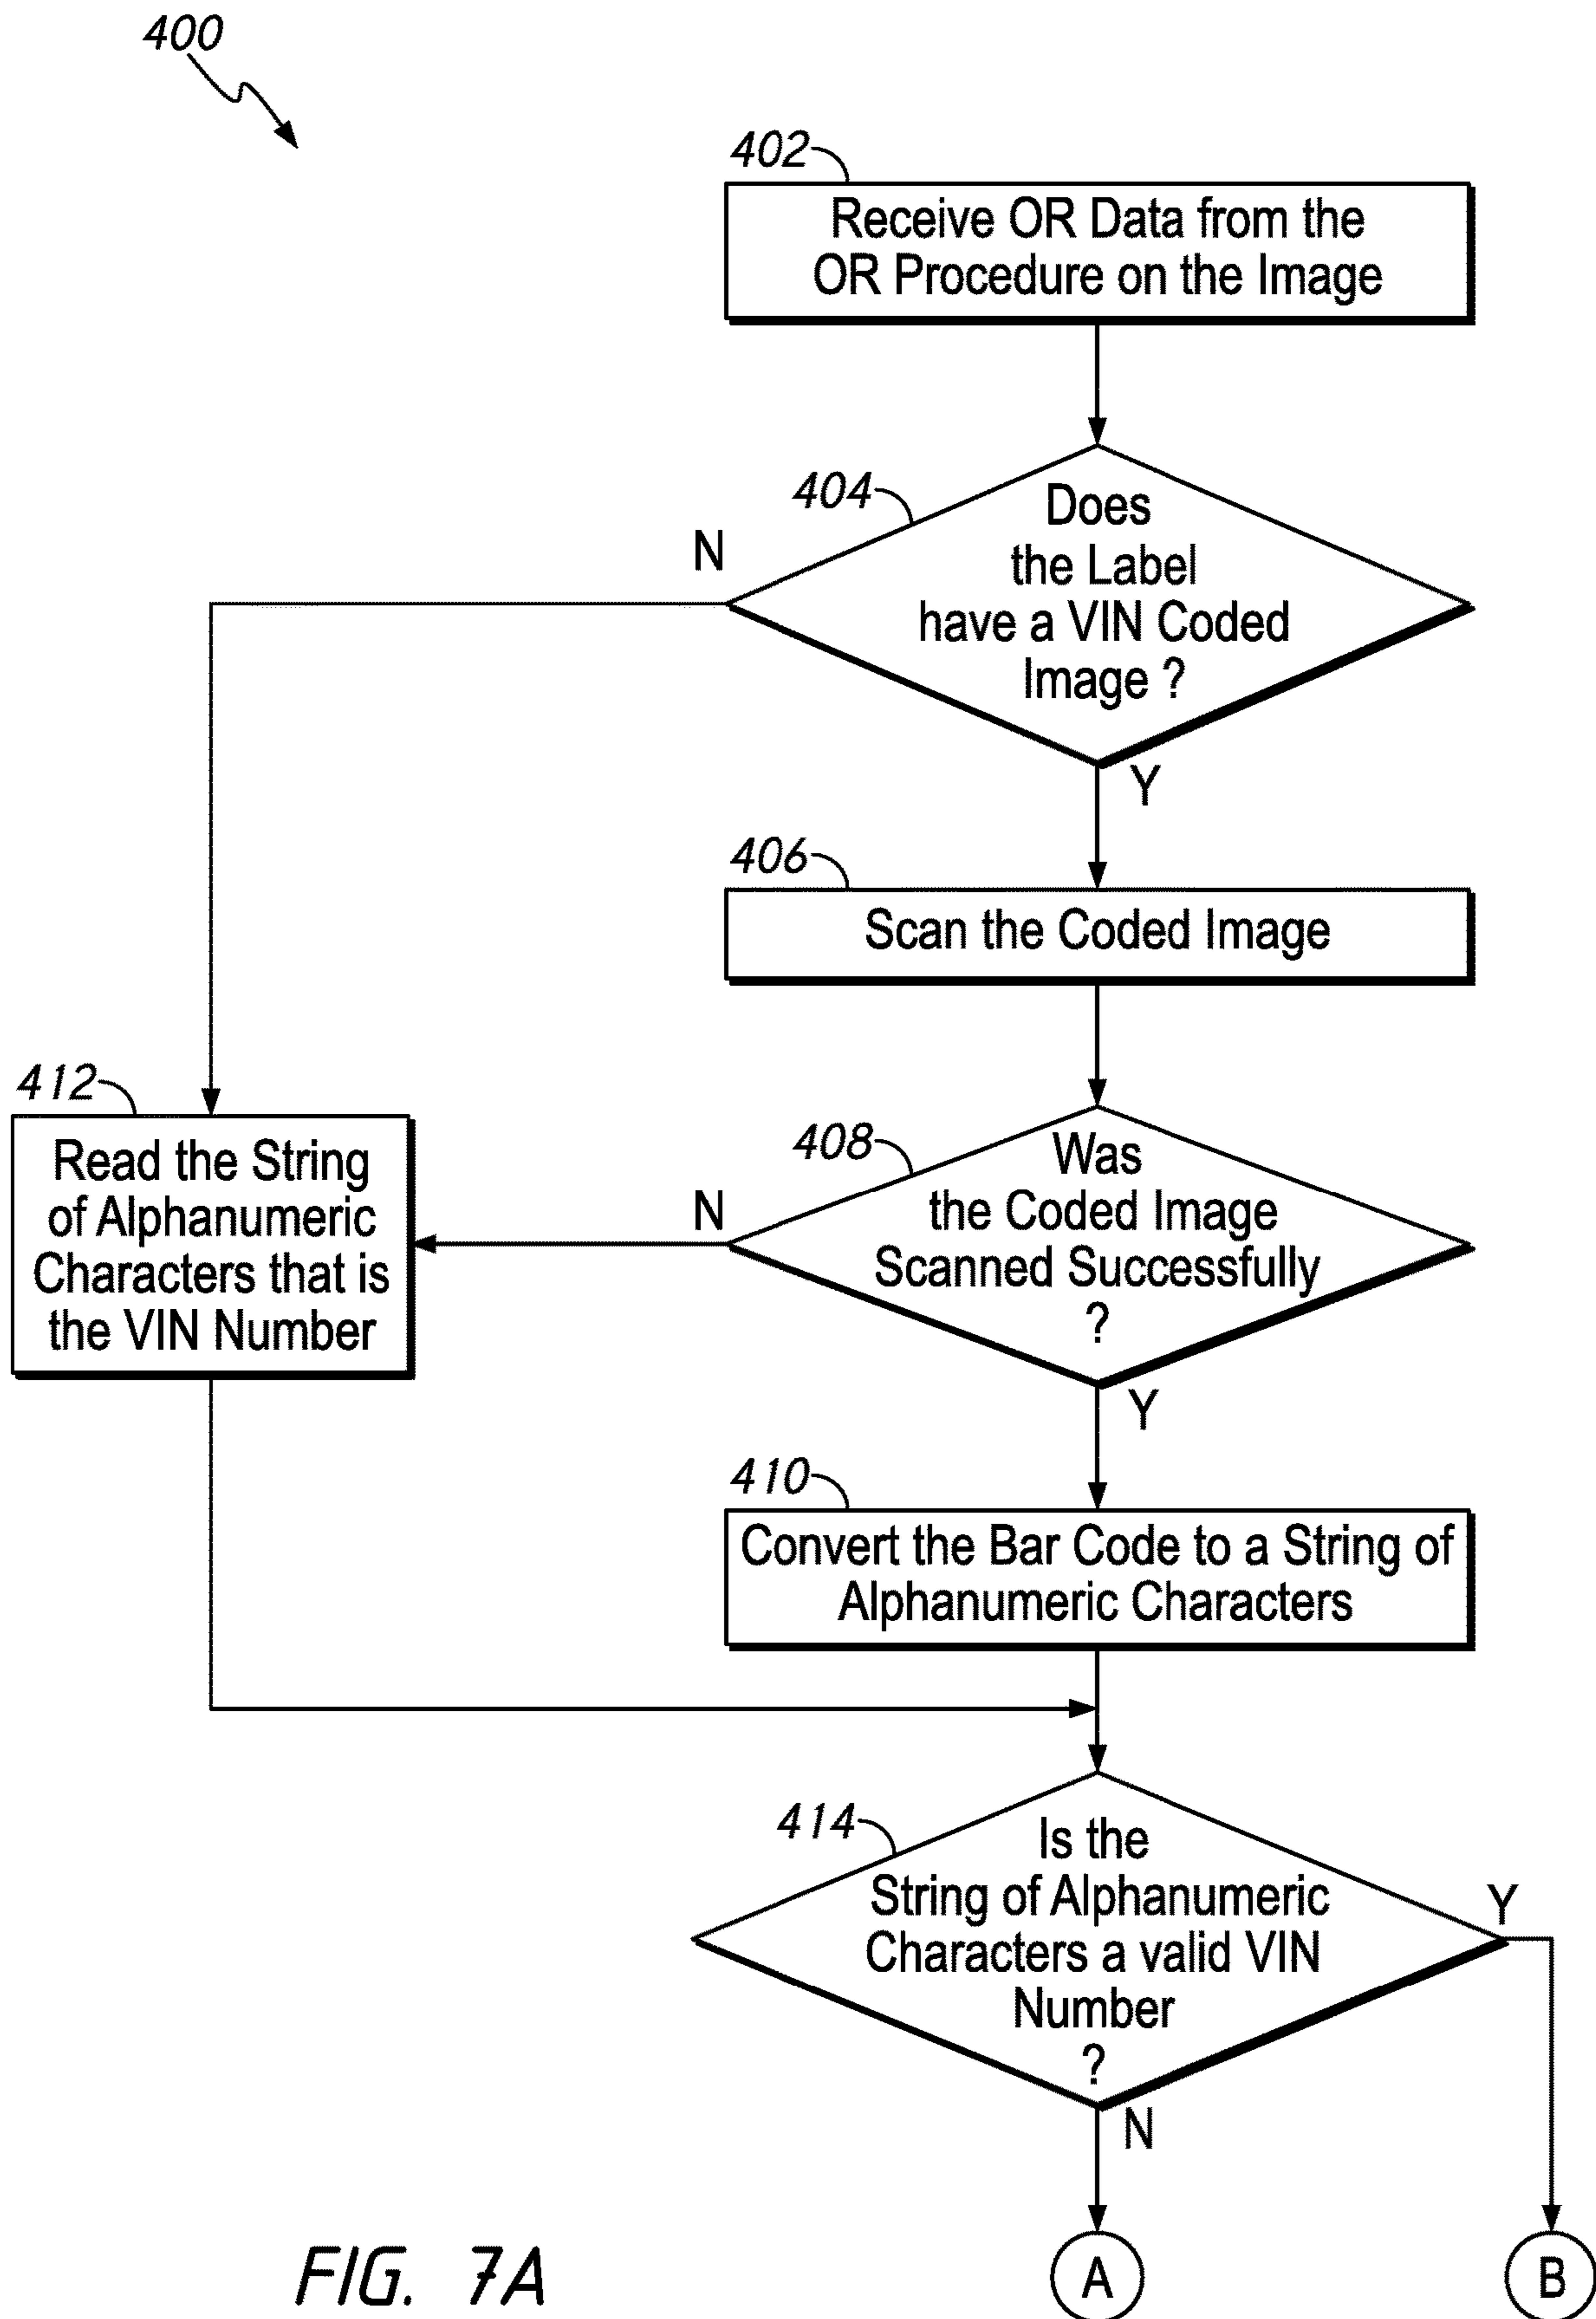 400
402
Receive OR Data from the
OR Procedure on the Image
404
Does
the Label
have a VIN Coded
Image ?
N
Y
406
Scan the Coded Image
412
Read the String
of Alphanumeric
Characters that is
the VIN Number
408
Was
the Coded Image
Scanned Successfully
?
N
Y
410
Convert the Bar Code to a String of
Alphanumeric Characters
414
Is the
String of Alphanumeric
Characters a valid VIN
Number
?
Y
N
A
B
FIG. 7A